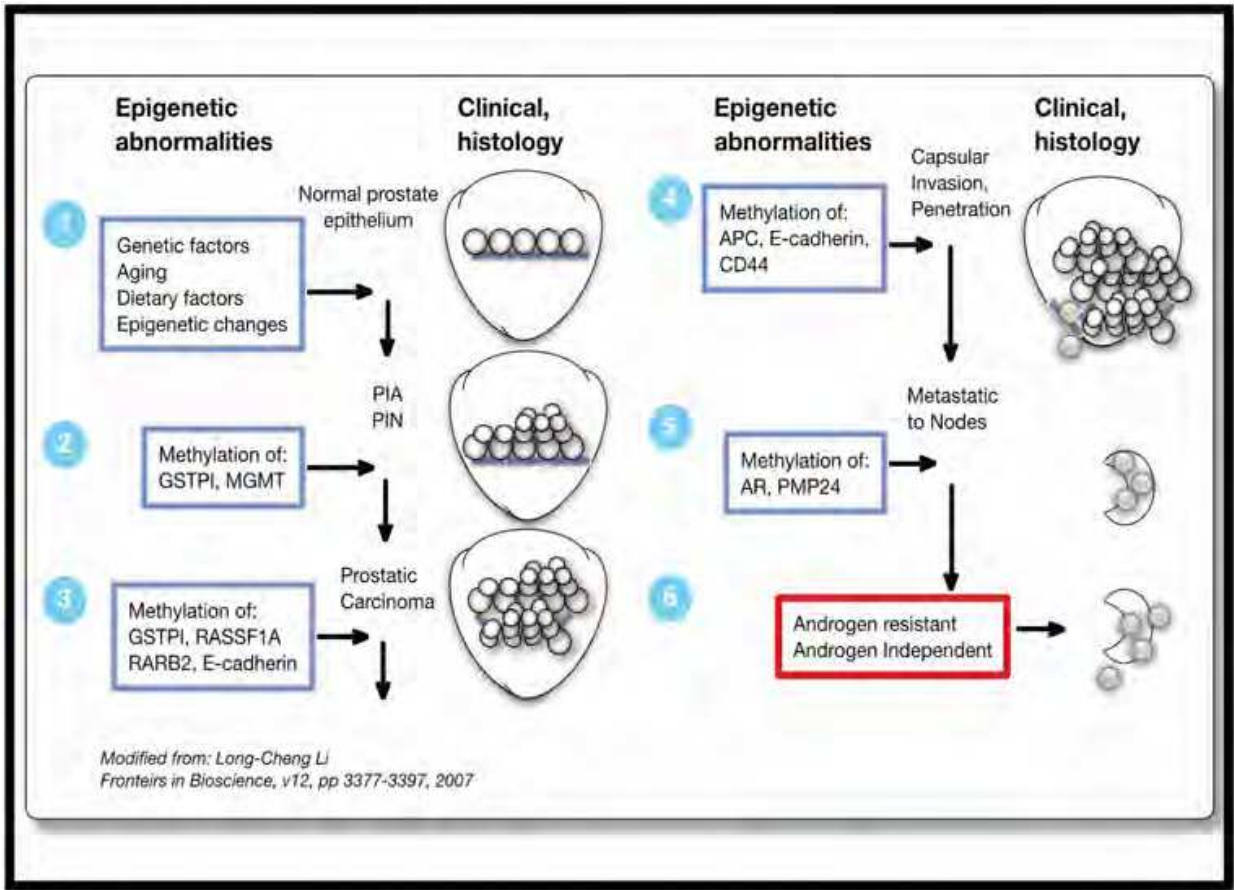 Epigenetic
abnormalities
Clinical,
histology
1
Normal prostate
epithelium
Genetic factors
Aging
Dietary factors
Epigenetic changes
PIA
PIN
2
Methylation of:
GSTPI, MGMT
3
Prostatic
Carcinoma
Methylation of:
GSTPI, RASSF1A
RARB2, E-cadherin
Epigenetic
abnormalities
Clinical,
histology
4
Capsular
Invasion,
Penetration
Methylation of:
APC, E-cadherin,
CD44
Metastatic
to Nodes
5
Methylation of:
AR, PMP24
6
Androgen resistant
Androgen Independent
Modified from: Long-Cheng Li
Fronteirs in Bioscience, v12, pp 3377-3397, 2007